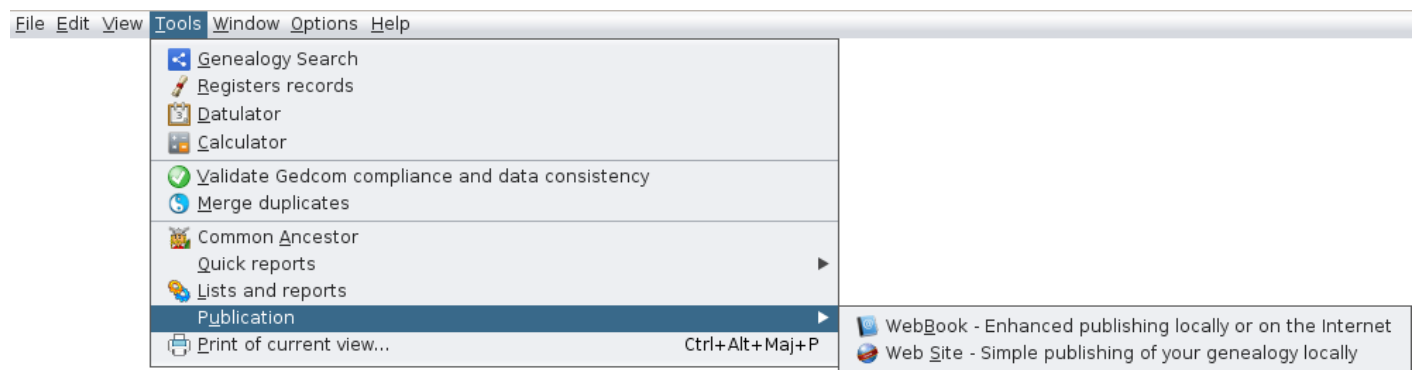 File Edit View Tools Window Options Help
Genealogy Search
Registers records
Datulator
Calculator
Validate Gedcom compliance and data consistency
Merge duplicates
Common Ancestor
Quick reports
Lists and reports
Publication
Print of current view... Ctrl+Alt+Maj+P
WebBook - Enhanced publishing locally or on the Internet
Web Site - Simple publishing of your genealogy locally